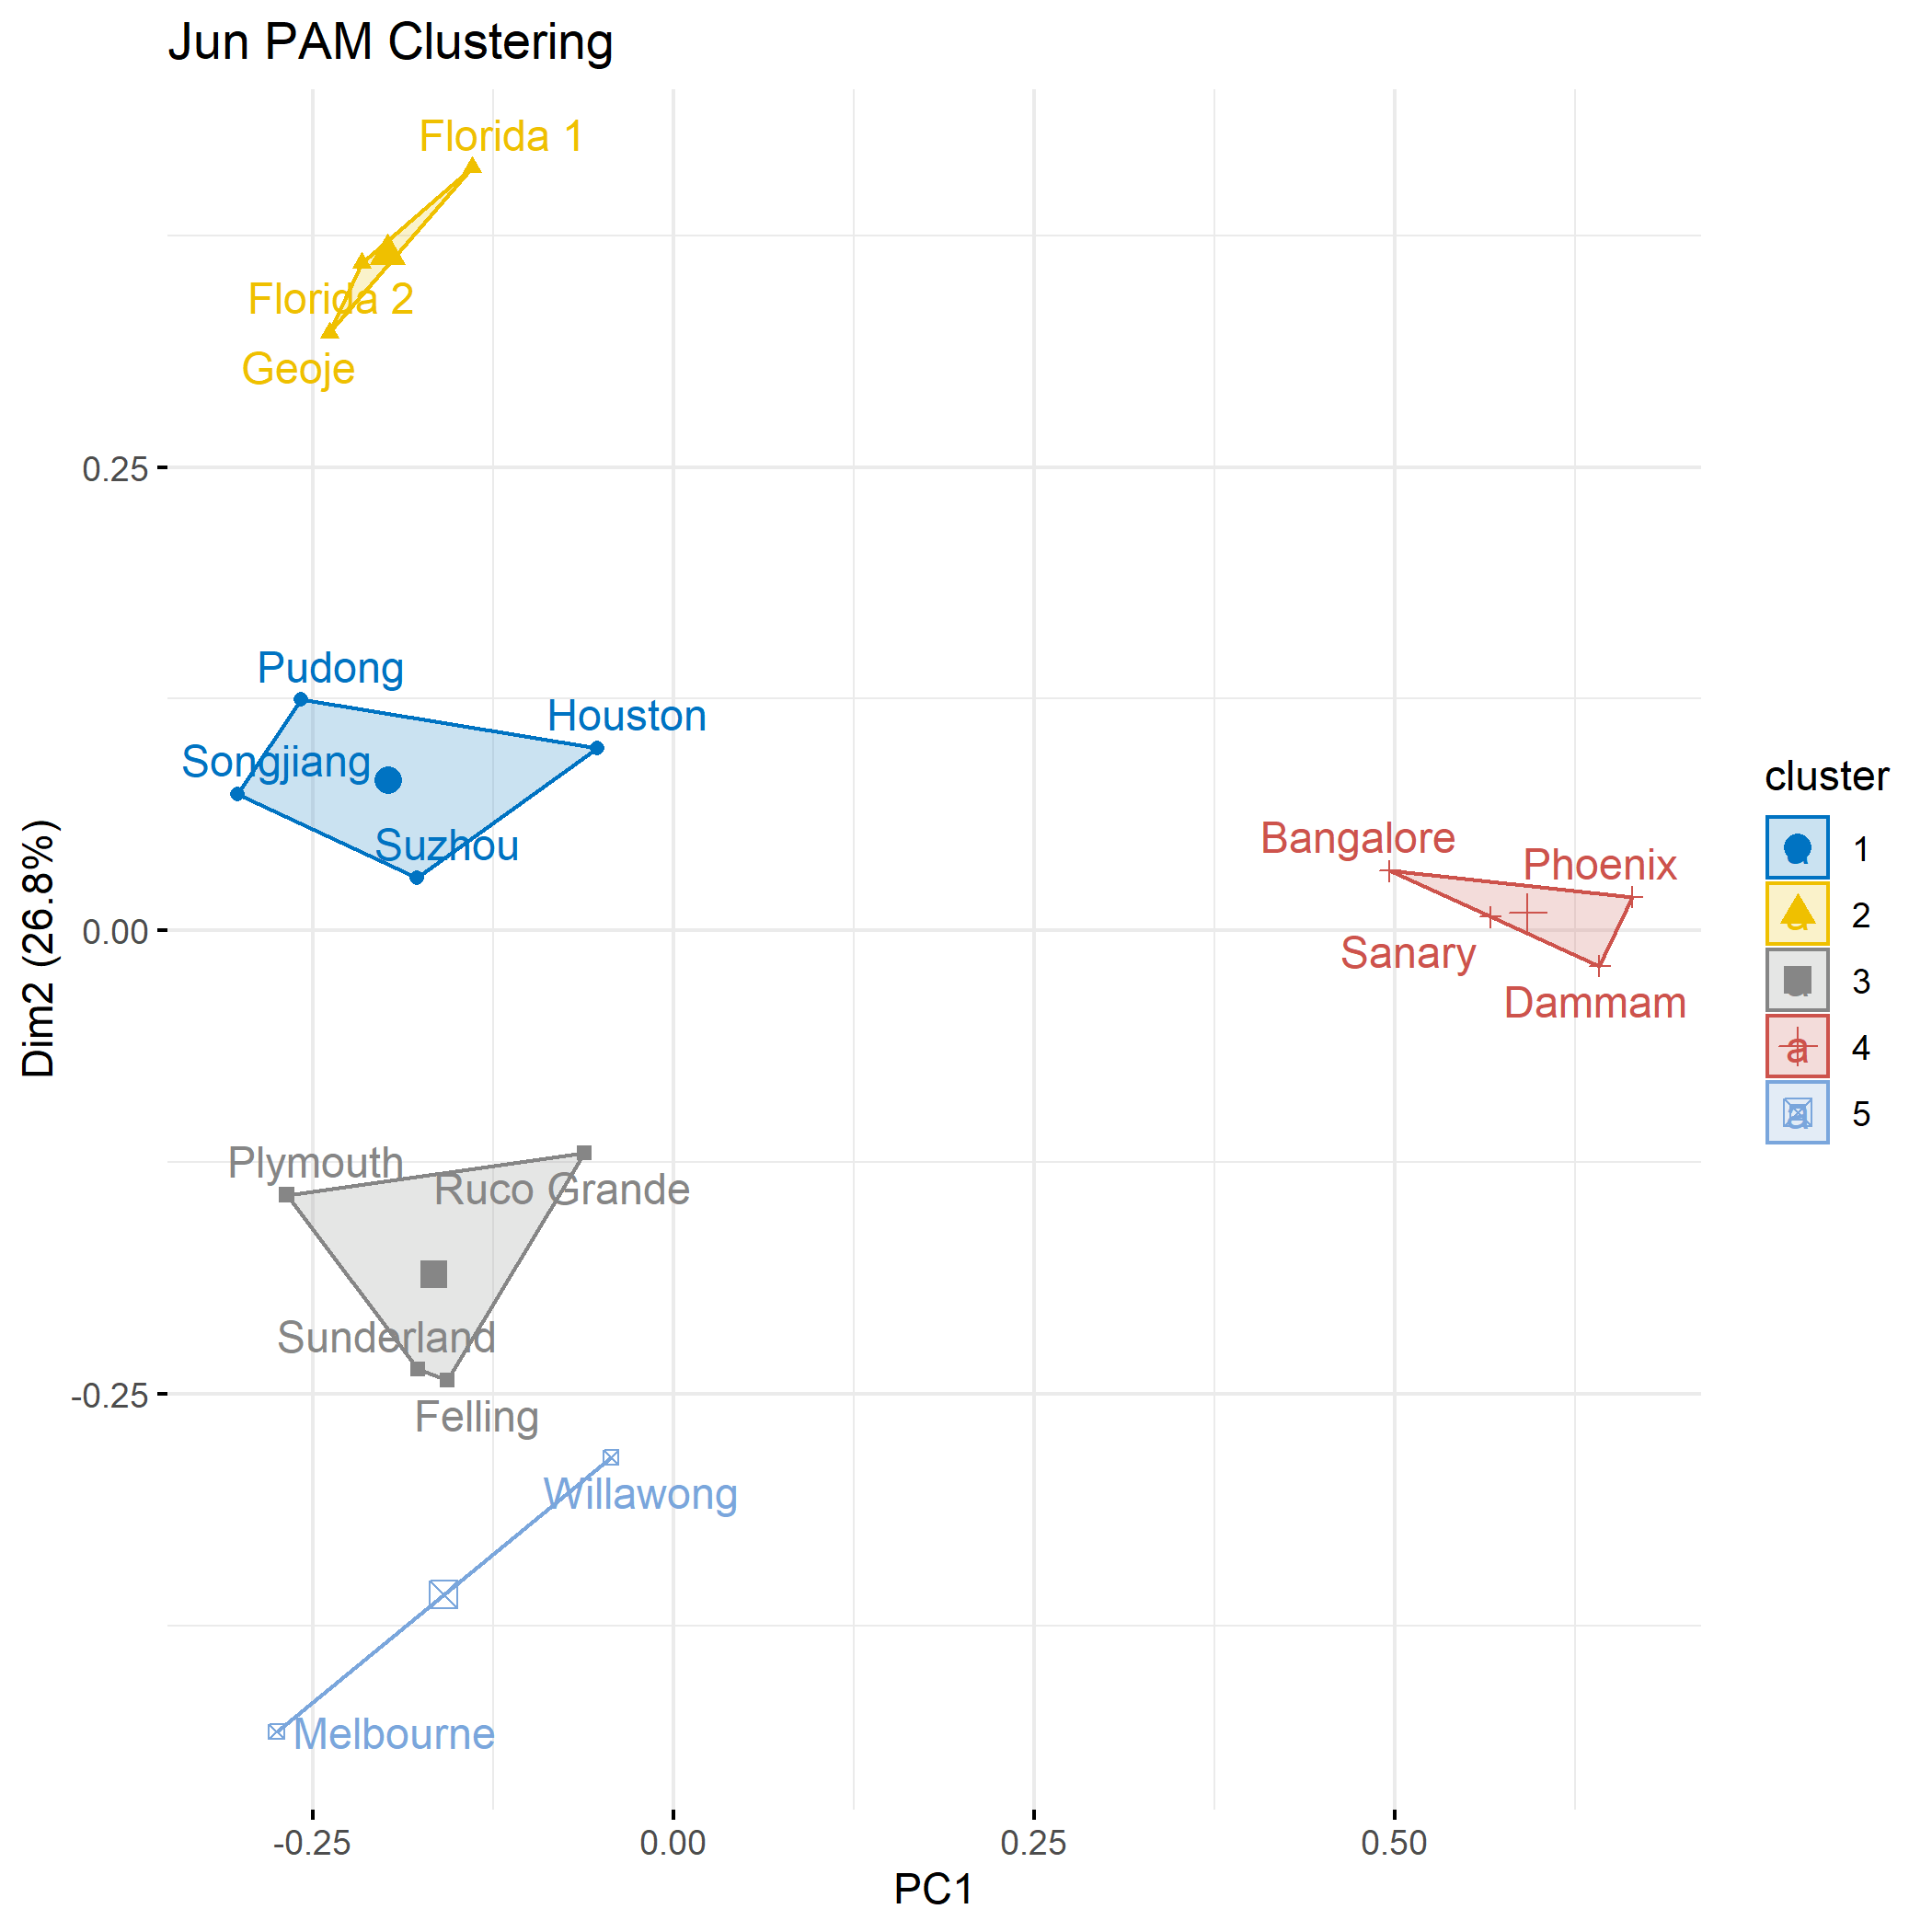 Jun PAM Clustering
Florida 1
Florida 2
Geoje
0.25
Pudong
Houston
Songjiang
Suzhou
cluster
1
2
3
4
5
a
a
a
a
a
Bangalore
Phoenix
Sanary
Dammam
0.00
Dim2 (26.8%)
Plymouth
Ruco Grande
Sunderland
Felling
-0.25
Willawong
Melbourne
-0.25
0.00
0.25
0.50
PC1